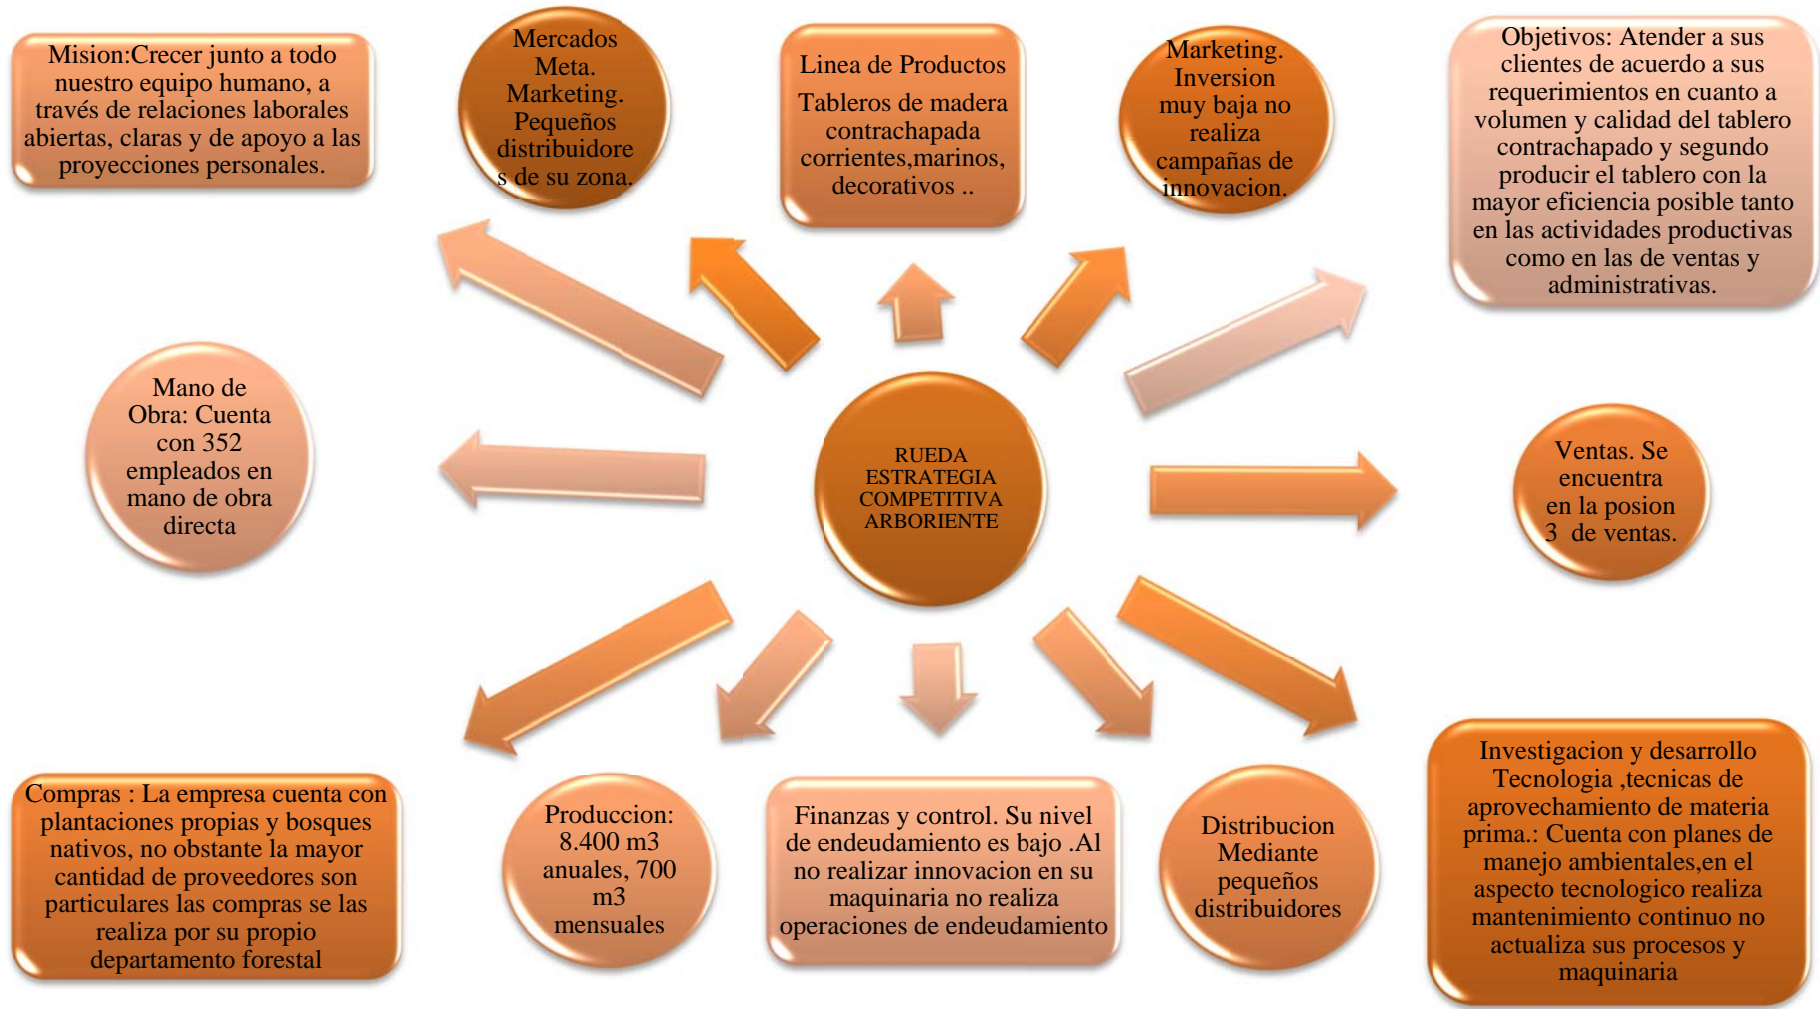 Mision:Crecer junto a todo
nuestro equipo humano, a
través de relaciones laborales
abiertas, claras y de apoyo a las
proyecciones personales.
Mercados
Meta.
Marketing.
Pequeños
distribuidore
s de su zona.
Linea de Productos
Tableros de madera
contrachapada
corrientes,marinos,
decorativos ..
Marketing.
Inversion
muy baja no
realiza
campañas de
innovacion.
Objetivos: Atender a sus
clientes de acuerdo a sus
requerimientos en cuanto a
volumen y calidad del tablero
contrachapado y segundo
producir el tablero con la
mayor eficiencia posible tanto
en las actividades productivas
como en las de ventas y
administrativas.
Mano de
Obra: Cuenta
con 352
empleados en
mano de obra
directa
RUEDA
ESTRATEGIA
COMPETITIVA
ARBORIENTE
Ventas. Se
encuentra
en la posion
3 de ventas.
Compras : La empresa cuenta con
plantaciones propias y bosques
nativos, no obstante la mayor
cantidad de proveedores son
particulares las compras se las
realiza por su propio
departamento forestal
Produccion:
8.400 m3
anuales, 700
m3
mensuales
Finanzas y control. Su nivel
de endeudamiento es bajo .Al
no realizar innovacion en su
maquinaria no realiza
operaciones de endeudamiento
Distribucion
Mediante
pequeños
distribuidores
Investigacion y desarrollo
Tecnologia ,tecnicas de
aprovechamiento de materia
prima.: Cuenta con planes de
manejo ambientales,en el
aspecto tecnologico realiza
mantenimiento continuo no
actualiza sus procesos y
maquinaria